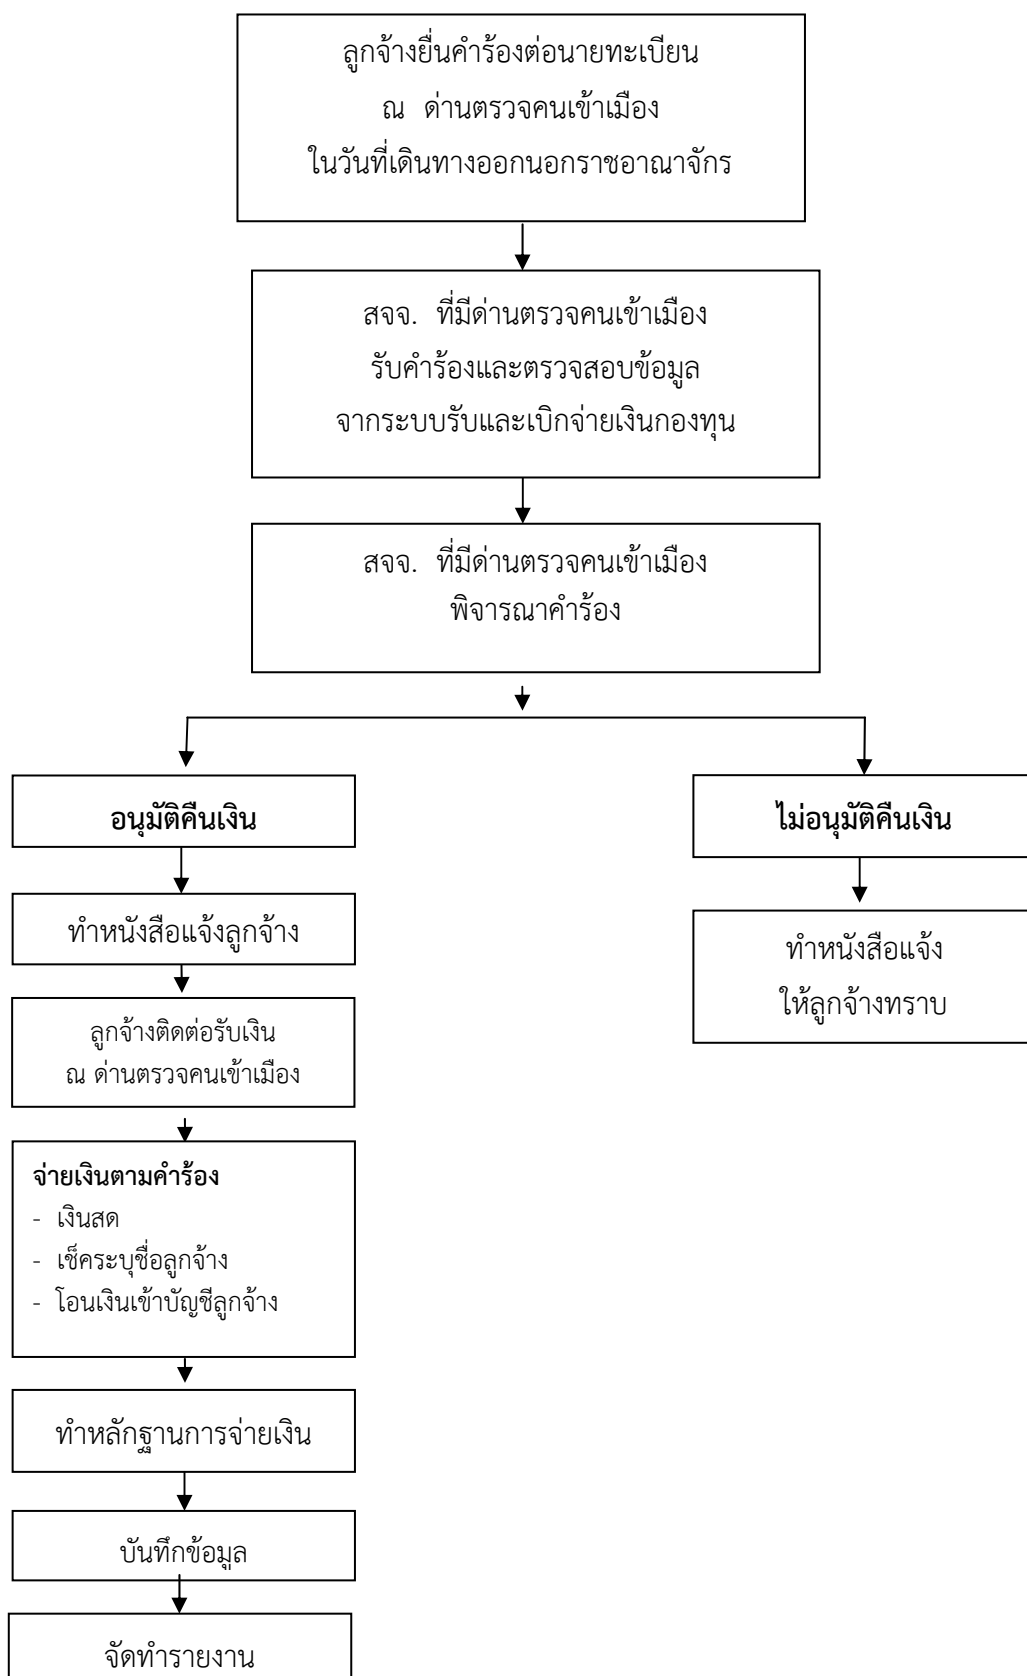 ลูกจ้างยื่นคำร้องต่อนายทะเบียน
ณ ด่านตรวจคนเข้าเมือง
ในวันที่เดินทางออกนอกราชอาณาจักร
สจจ. ที่มีด่านตรวจคนเข้าเมือง
รับคำร้องและตรวจสอบข้อมูล
จากระบบรับและเบิกจ่ายเงินกองทุน
สจจ. ที่มีด่านตรวจคนเข้าเมือง
พิจารณาคำร้อง
อนุมัติคืนเงิน
ทำหนังสือแจ้งลูกจ้าง
ลูกจ้างติดต่อรับเงิน
ณ ด่านตรวจคนเข้าเมือง
จ่ายเงินตามคำร้อง
- เงินสด
- เช็คระบุชื่อลูกจ้าง
- โอนเงินเข้าบัญชีลูกจ้าง
ทำหลักฐานการจ่ายเงิน
บันทึกข้อมูล
จัดทำรายงาน
ไม่อนุมัติคืนเงิน
ทำหนังสือแจ้ง
ให้ลูกจ้างทราบ